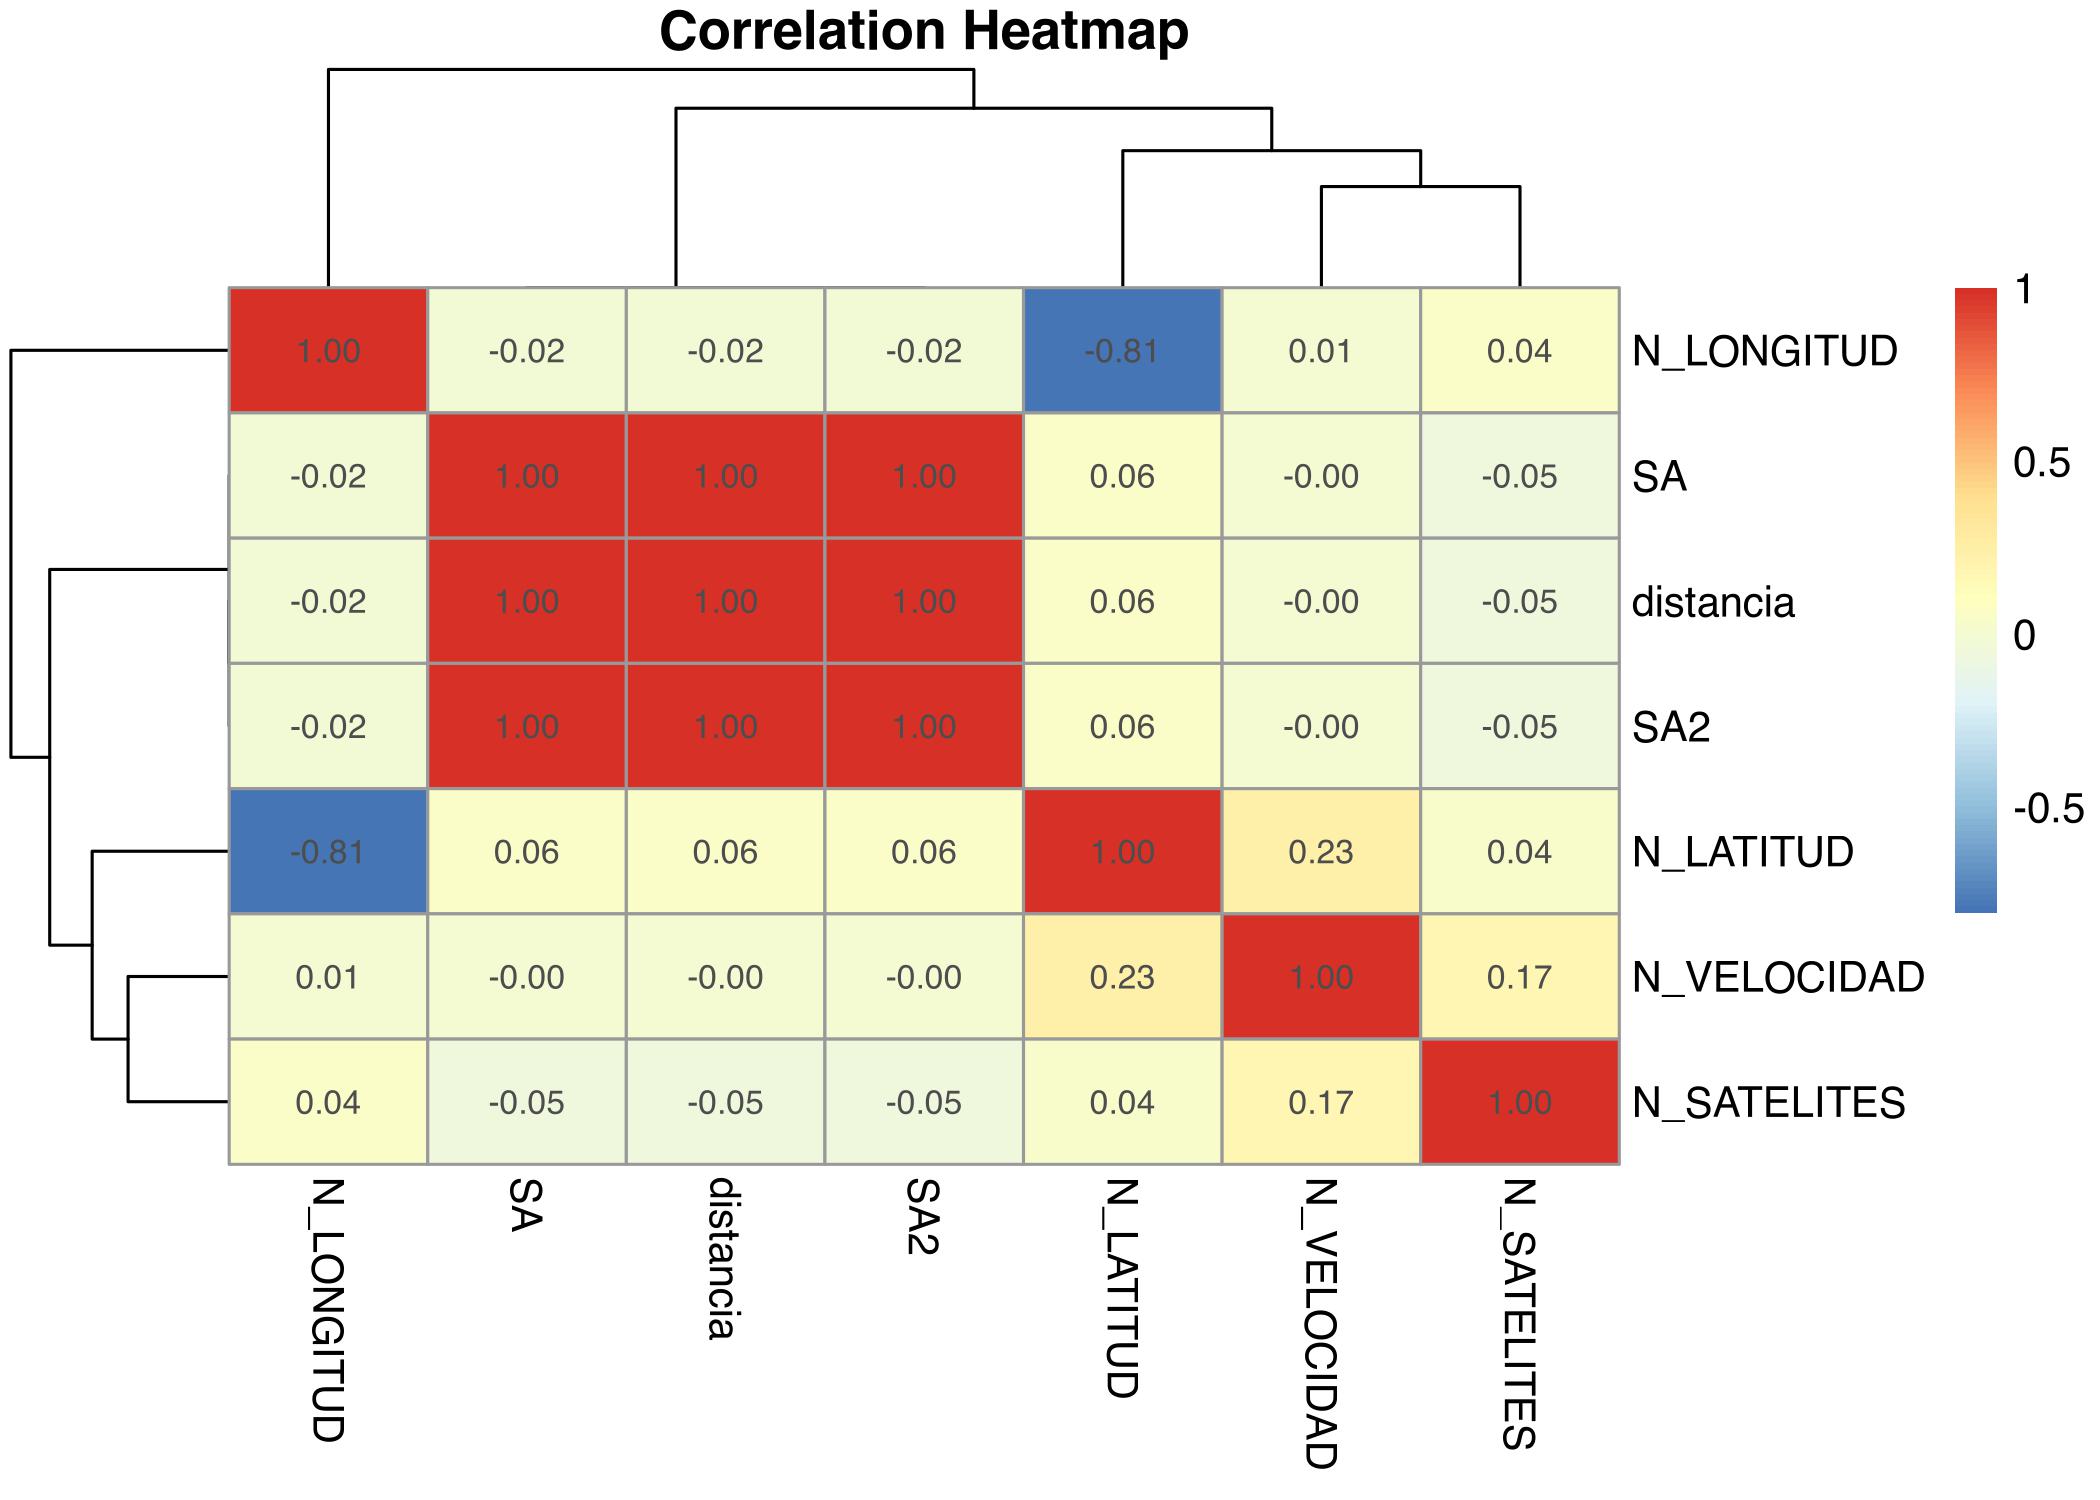 Correlation Heatmap
1.00 -0.02 -0.02 -0.02 -0.81 0.01 0.04 N_LONGITUD
-0.02 1.00 1.00 1.00 0.06 -0.00 -0.05 SA
-0.02 1.00 1.00 1.00 0.06 -0.00 -0.05 distancia
-0.02 1.00 1.00 1.00 0.06 -0.00 -0.05 SA2
-0.81 0.06 0.06 0.06 1.00 0.23 0.04 N_LATITUD
0.01 -0.00 -0.00 -0.00 0.23 1.00 0.17 N_VELOCIDAD
0.04 -0.05 -0.05 -0.05 0.04 0.17 1.00 N_SATELITES
N_LONGITUD
SA
distancia
SA2
N_LATITUD
N_VELOCIDAD
N_SATELITES
1
0.5
0
-0.5